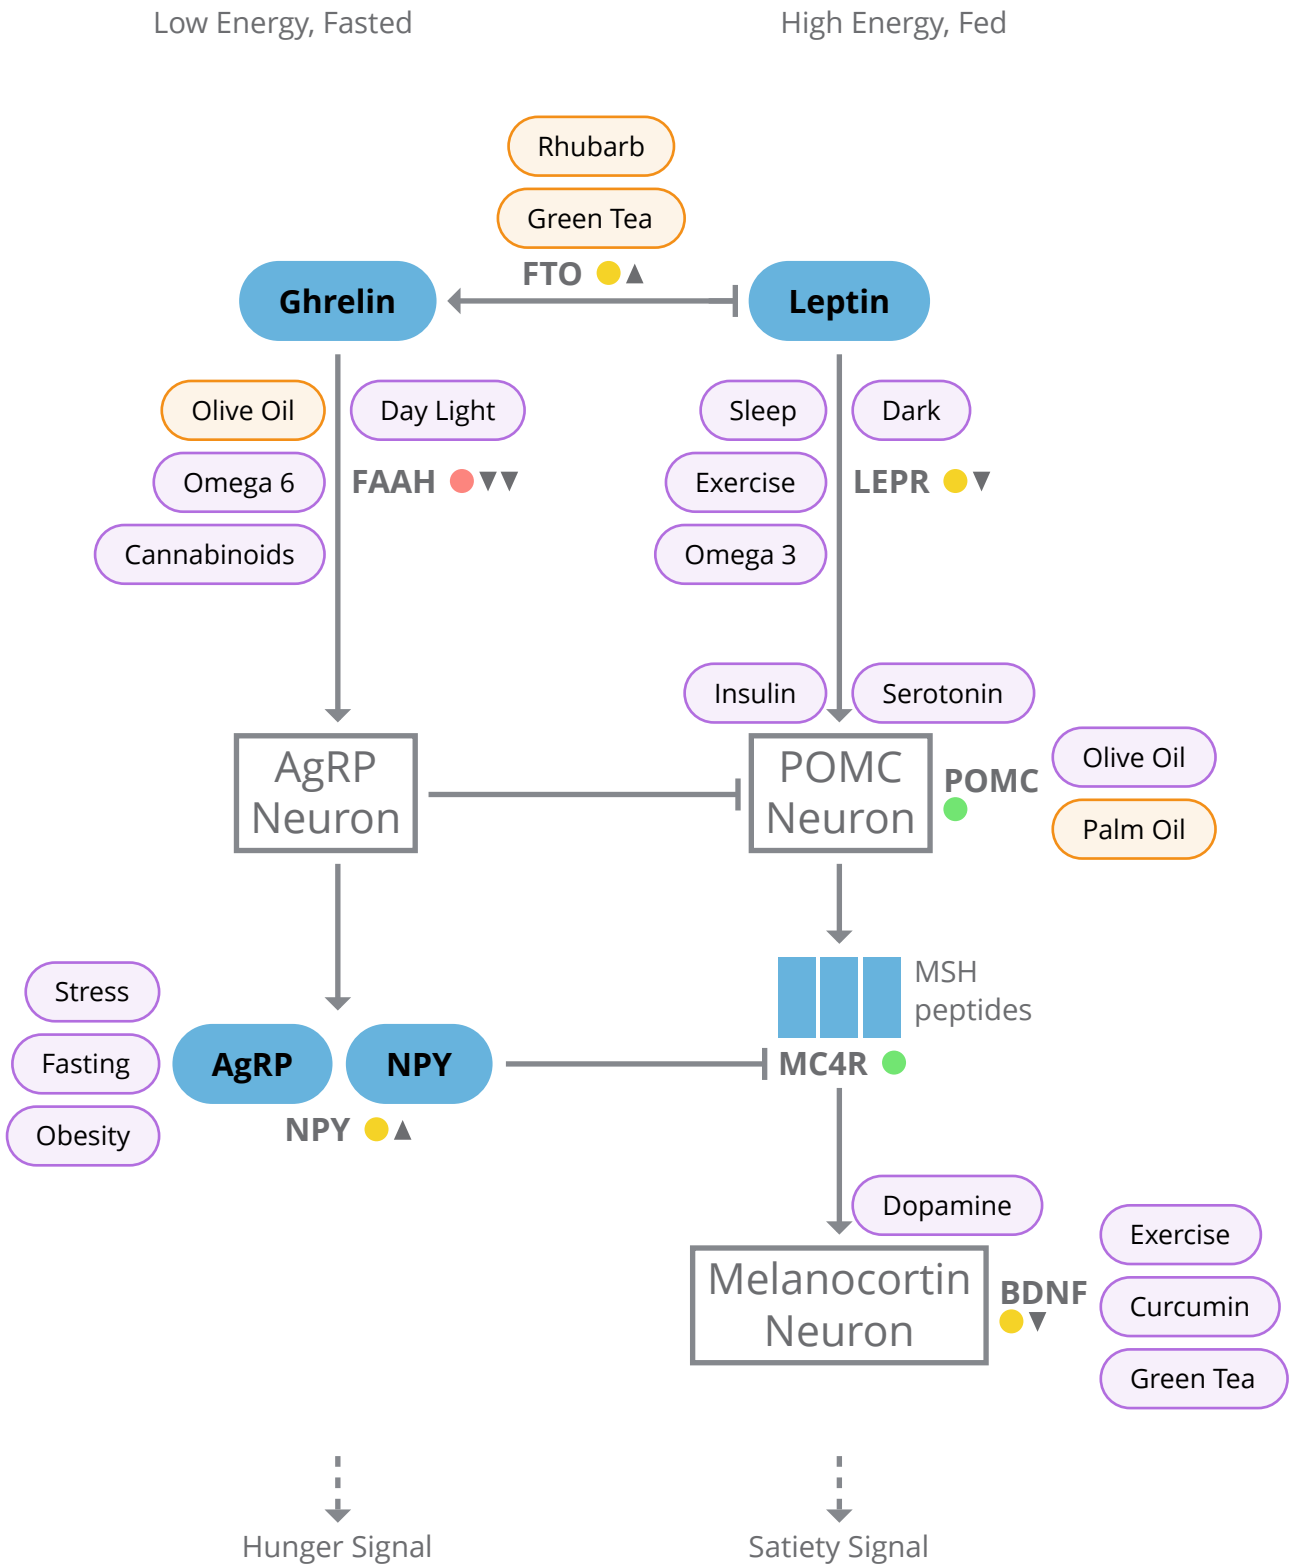 Low Energy, Fasted
High Energy, Fed
Rhubarb
Green Tea
FTO
Ghrelin
Leptin
Olive Oil
Day Light
Sleep
Dark
Omega 6
FAAH
Exercise
LEPR
Cannabinoids
Omega 3
Insulin
Serotonin
AgRP
Neuron
POMC
Neuron
POMC
Olive Oil
Palm Oil
MSH
peptides
Stress
Fasting
Obesity
AgRP
NPY
NPY
MC4R
Dopamine
Melanocortin
Neuron
BDNF
Exercise
Curcumin
Green Tea
Hunger Signal
Satiety Signal